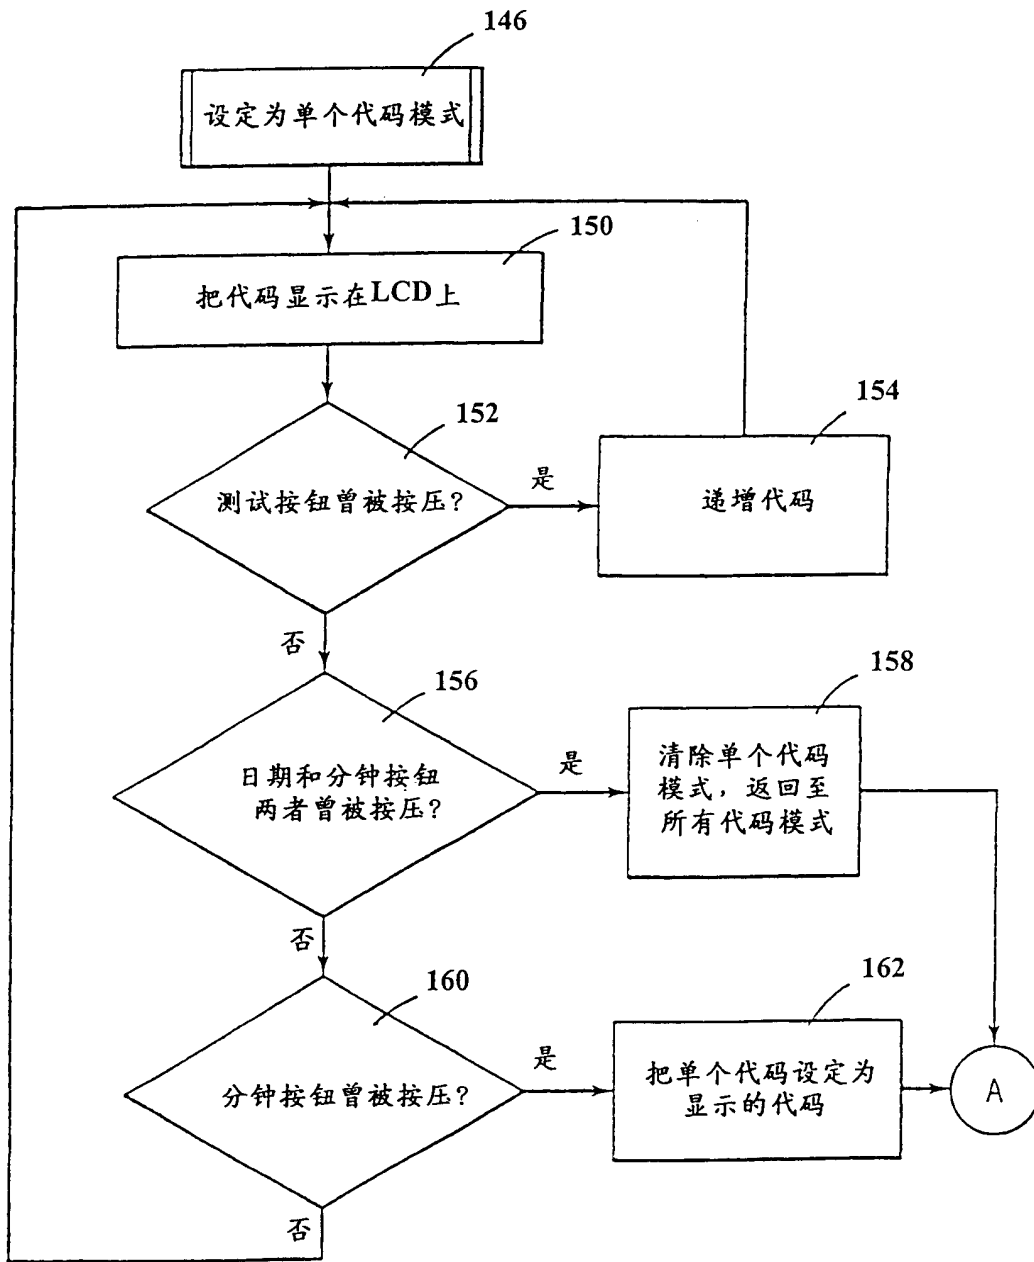 146
设定为单个代码模式
150
把代码显示在LCD上
152
测试按钮曾被按压?
是
154
递增代码
否
156
日期和分钟按钮
两者曾被按压?
是
158
清除单个代码
模式，返回至
所有代码模式
否
160
分钟按钮曾被按压?
是
162
把单个代码设定为
显示的代码
A
否